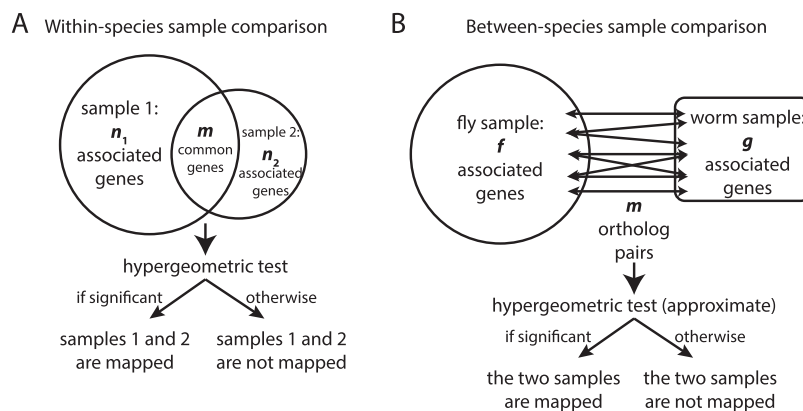 A Within-species sample comparison
sample 1:
n1
associated
genes
m
common
genes
sample 2:
n2
associated
genes
hypergeometric test
if significant
otherwise
samples 1 and 2
are mapped
samples 1 and 2
are not mapped
B Between-species sample comparison
fly sample:
f
associated
genes
worm sample:
g
associated
genes
m
ortholog
pairs
hypergeometric test (approximate)
if significant
otherwise
the two samples
are mapped
the two samples
are not mapped